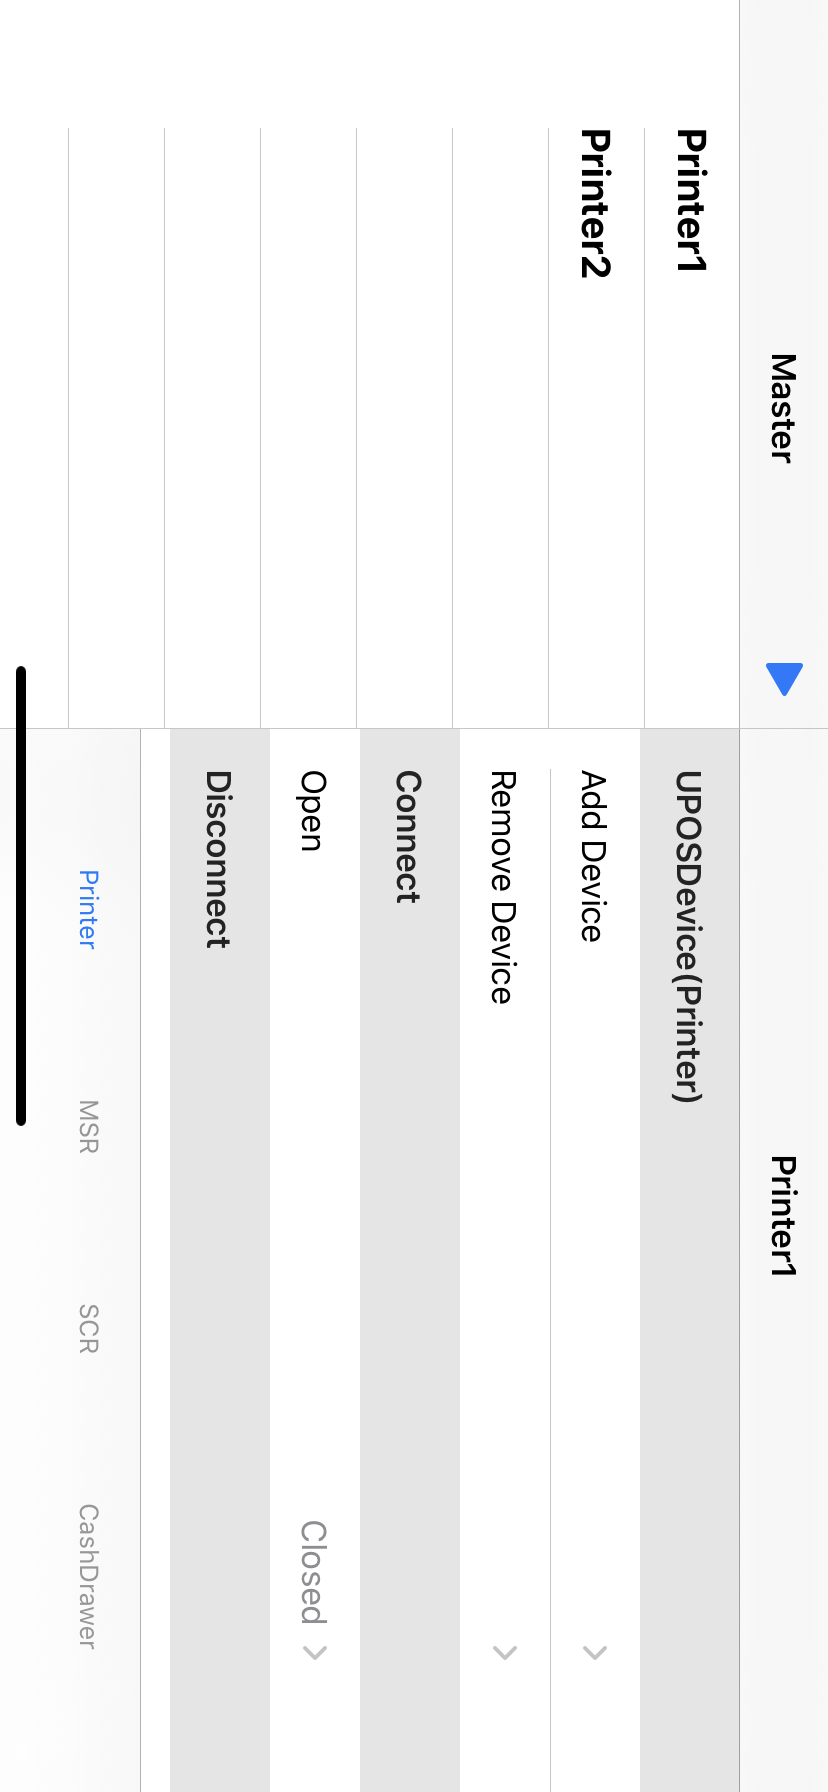 Master
Printer1
Printer1
Printer2
UPOSDevice(Printer)
Add Device
Remove Device
Connect
Open Closed
Disconnect
Printer MSR SCR CashDrawer